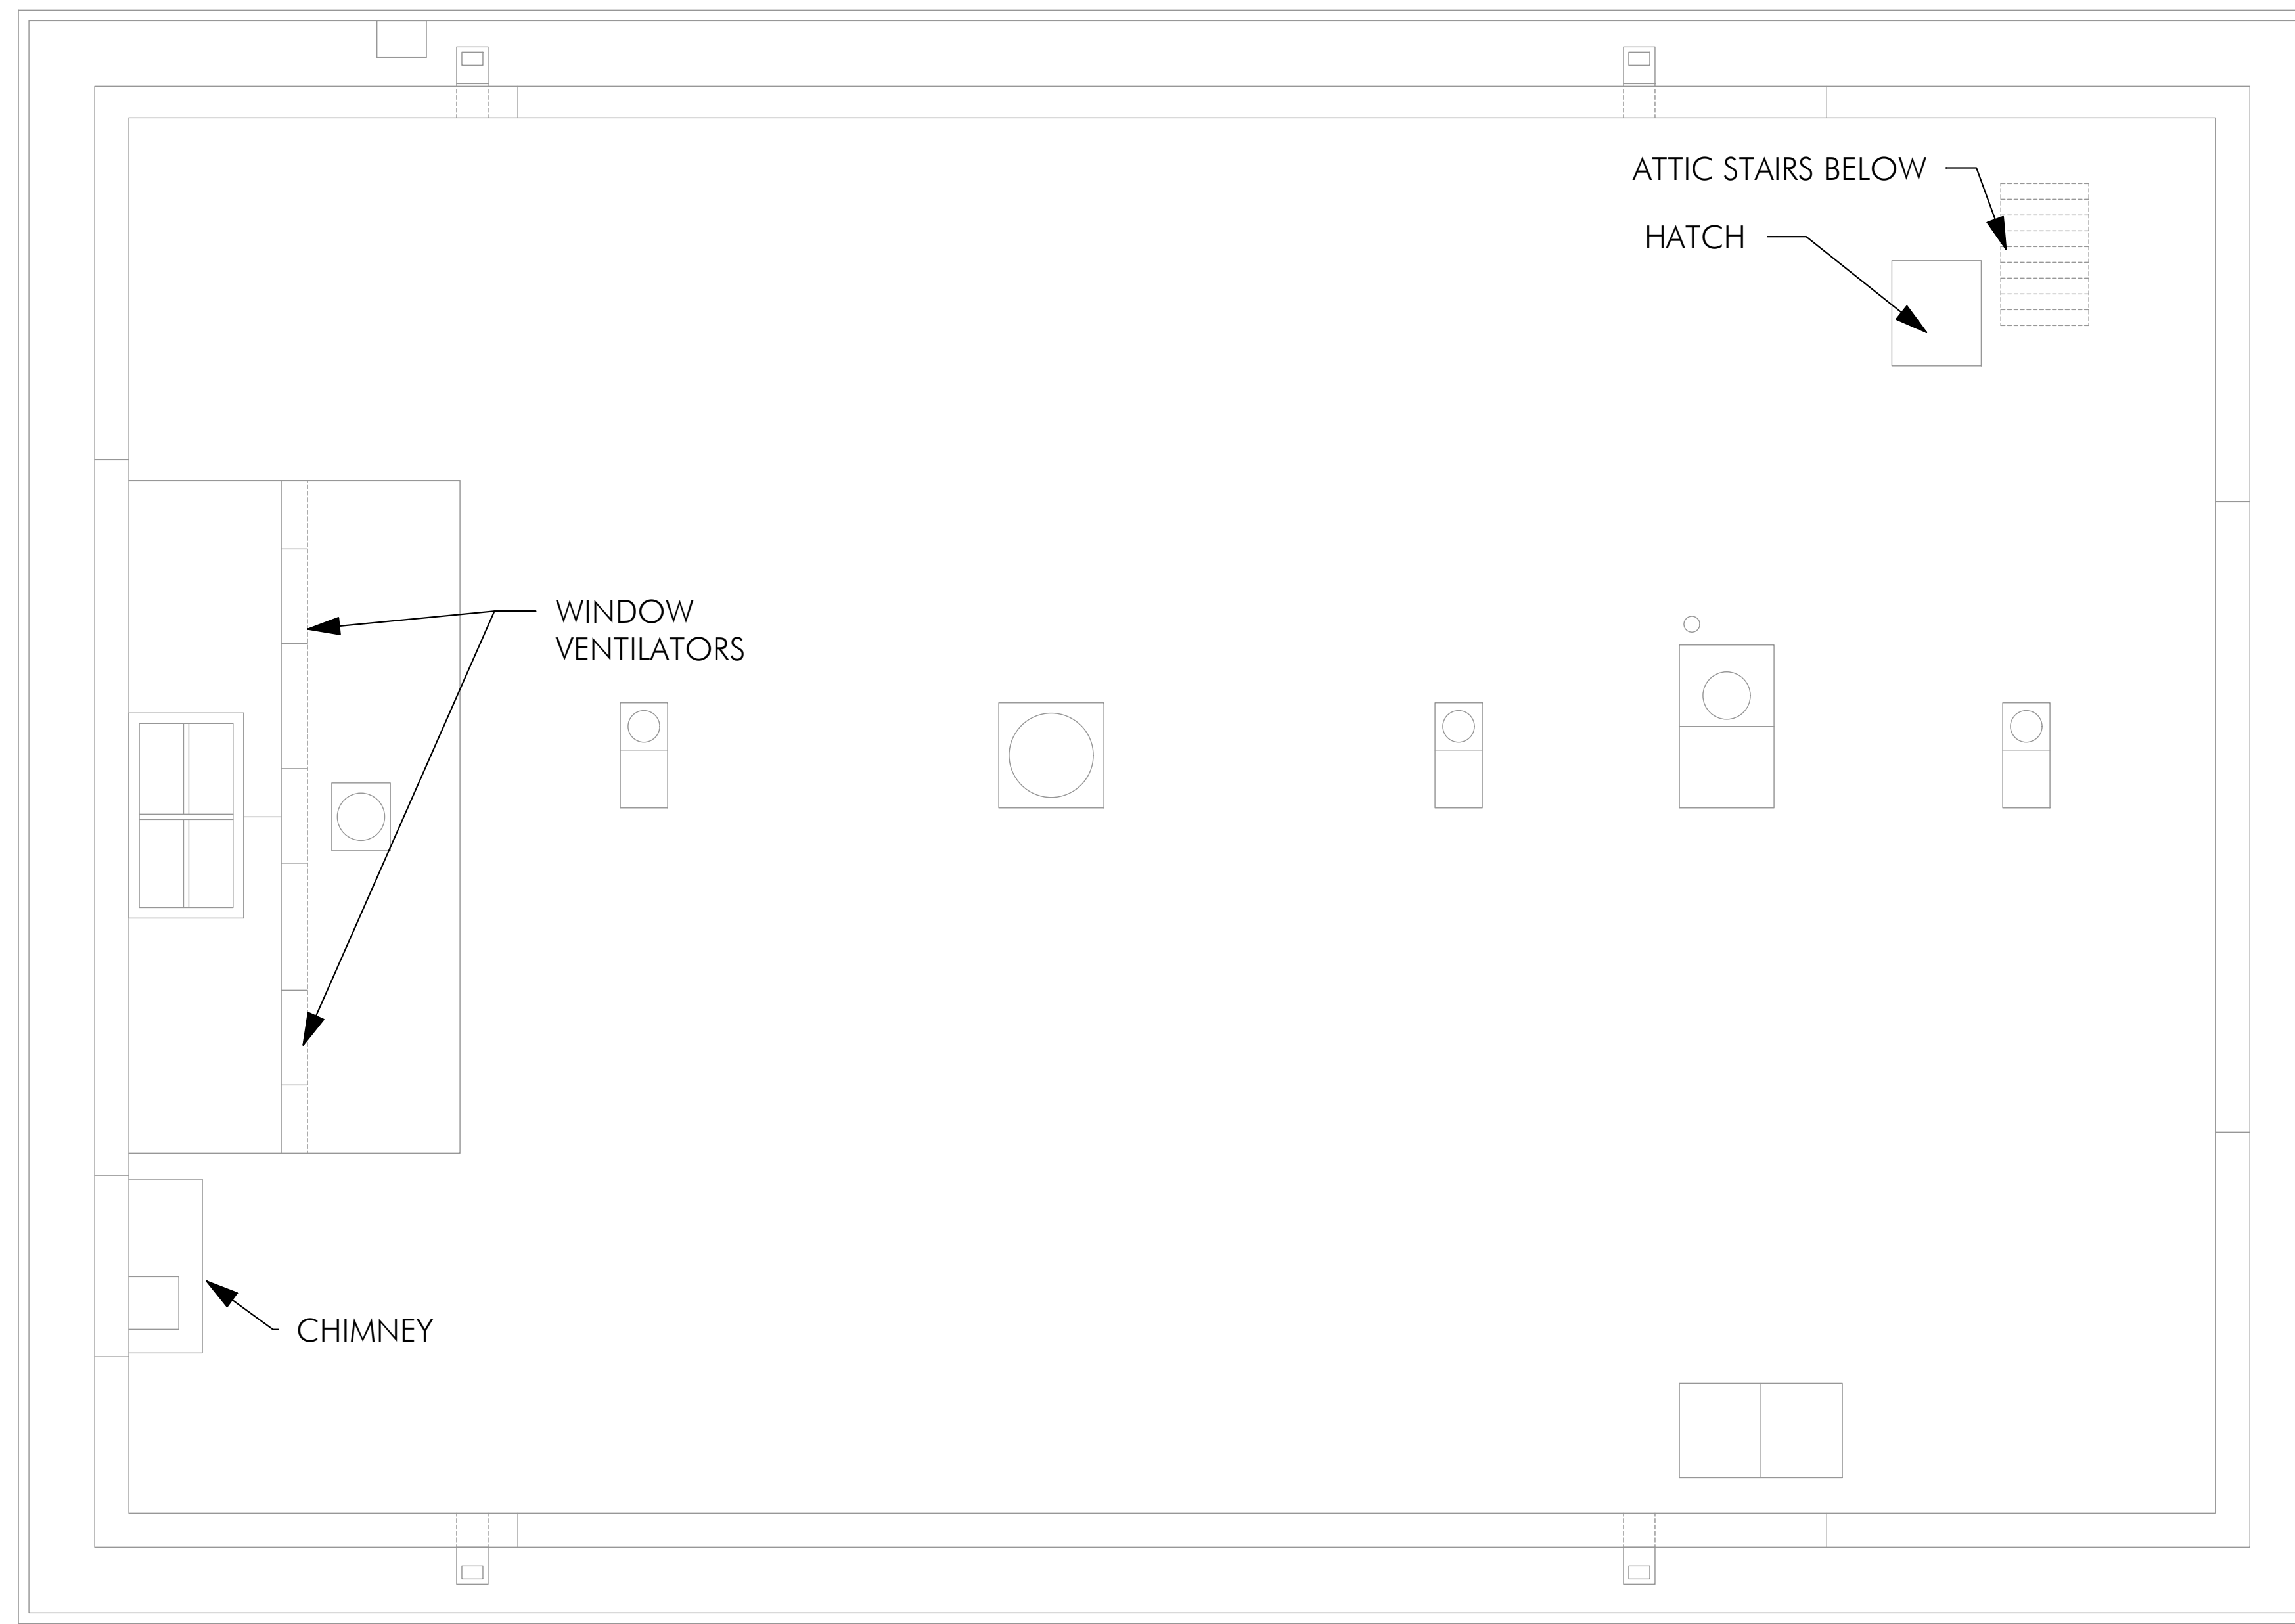 ATTIC STAIRS BELOW
HATCH
WINDOW
VENTILATORS
CHIMNEY